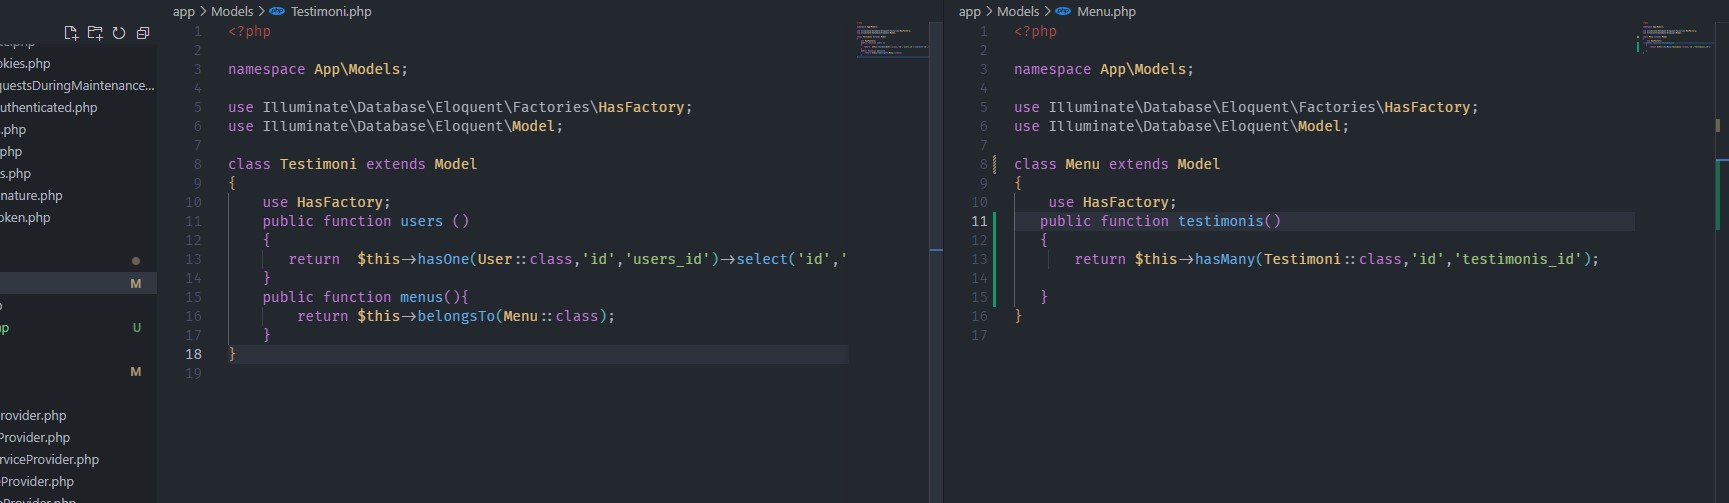 app > Models > Testimoni.php
1 <?php
2
3 namespace App\Models;
4
5 use Illuminate\Database\Eloquent\Factories\HasFactory;
6 use Illuminate\Database\Eloquent\Model;
7
8 class Testimoni extends Model
9 {
10 use HasFactory;
11 public function users ()
12 {
13 return $this->hasOne(User::class,'id','users_id')->select('id','
14 }
15 public function menus(){
16 return $this->belongsTo(Menu::class);
17 }
18 }
19
app > Models > Menu.php
1 <?php
2
3 namespace App\Models;
4
5 use Illuminate\Database\Eloquent\Factories\HasFactory;
6 use Illuminate\Database\Eloquent\Model;
7
8 class Menu extends Model
9 {
10 use HasFactory;
11 public function testimonis()
12 {
13 return $this->hasMany(Testimoni::class,'id','testimonis_id');
14
15 }
16 }
17
okies.php
uestsDuringMaintenance...
uthenticated.php
.php
php
s.php
nature.php
oken.php
M
U
M
rovider.php
Provider.php
rviceProvider.php
Provider.php